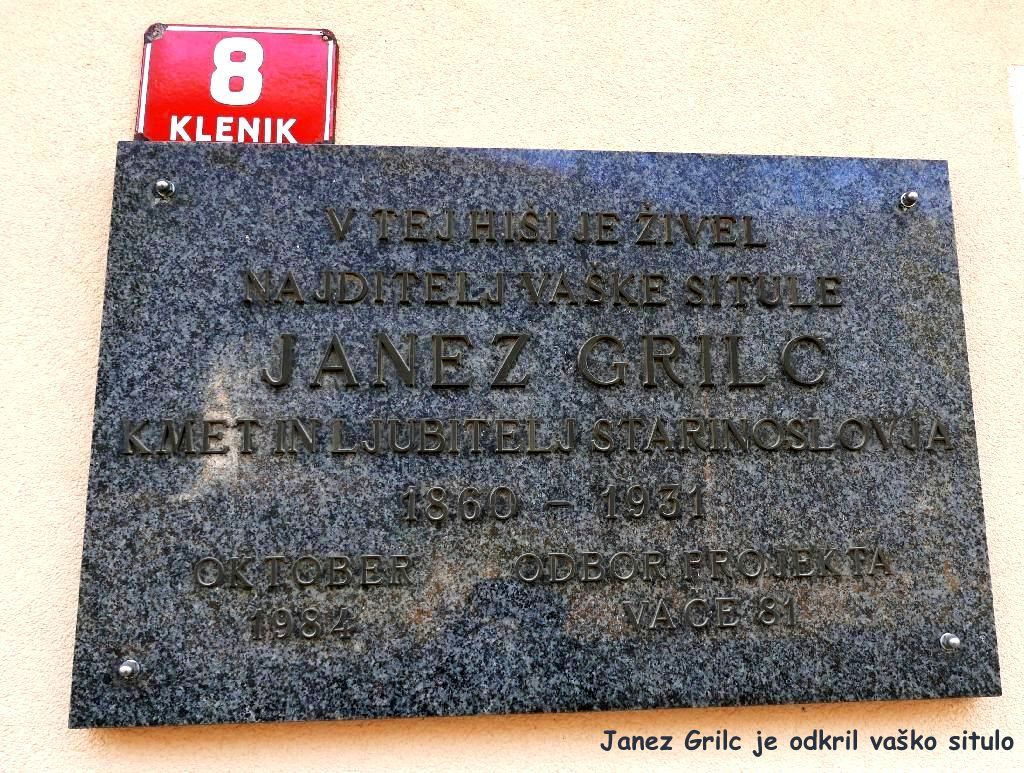 8
KLENIK
V TEJ HIŠI JE ŽIVEL
NAJDITELJ VAŠKE SITULE
JANEZ GRILC
KMET IN LJUBITELJ STARINOSLOVJA
1860 – 1931
OKTOBER ODBOR PROJEKTA
1984 VAČE 81
Janez Grilc je odkril vaško situlo